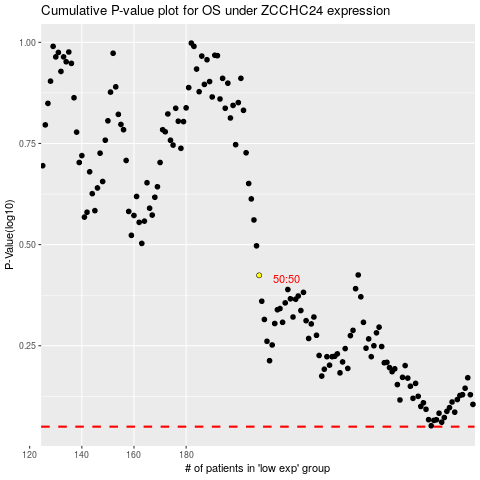 Cumulative P-value plot for OS under ZCCHC24 expression
P-Value(log10)
1.00
0.75
0.50
0.25
50:50
120 140 160 180
# of patients in 'low exp' group